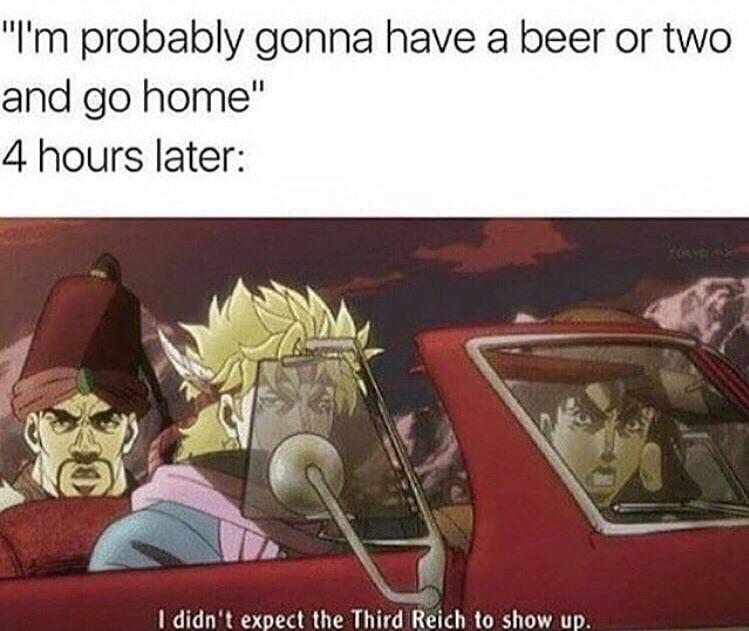 "I'm probably gonna have a beer or two
and go home"
4 hours later:
I didn't expect the Third Reich to show up.